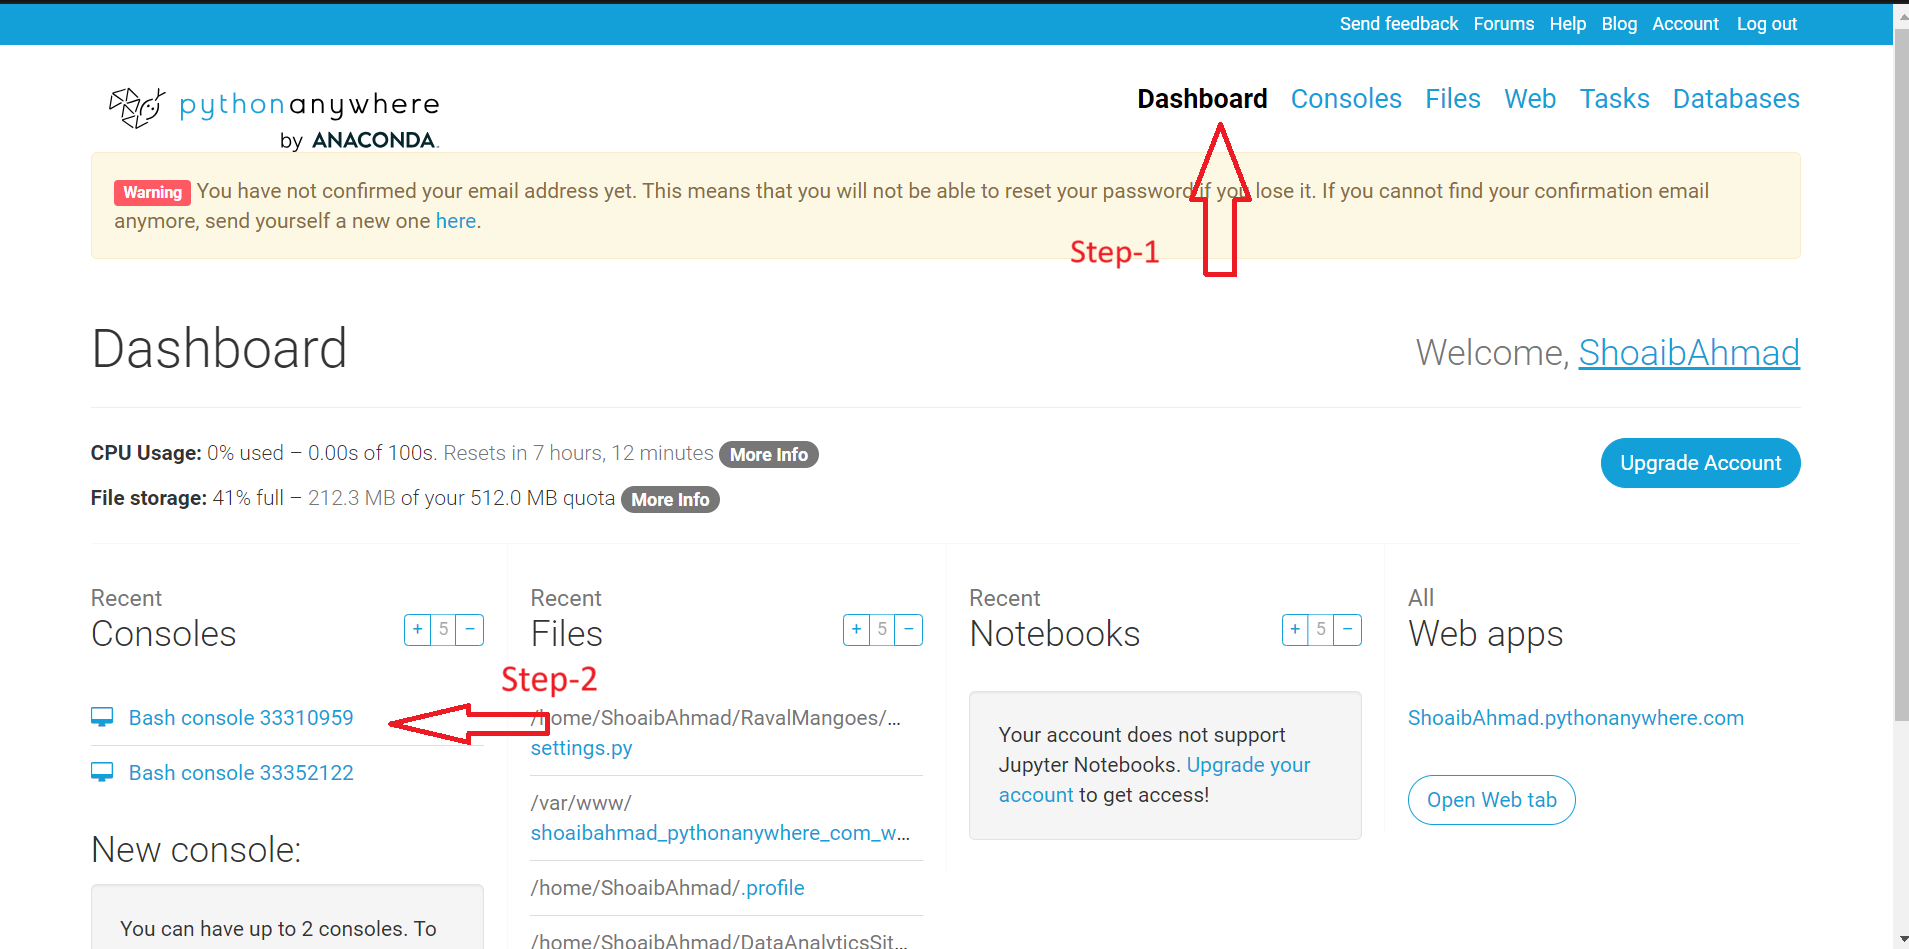 Send feedback Forums Help Blog Account Log out
pythonanywhere
by ANACONDA.
Dashboard Consoles Files Web Tasks Databases
Warning You have not confirmed your email address yet. This means that you will not be able to reset your password if you lose it. If you cannot find your confirmation email
anymore, send yourself a new one here.
Step-1
Dashboard
Welcome, ShoaibAhmad
CPU Usage: 0% used – 0.00s of 100s. Resets in 7 hours, 12 minutes More Info
Upgrade Account
File storage: 41% full – 212.3 MB of your 512.0 MB quota More Info
Recent
Consoles
+ 5 −
Step-2
Bash console 33310959
Bash console 33352122
New console:
You can have up to 2 consoles. To
Recent
Files
+ 5 −
/home/ShoaibAhmad/RavalMangoes/...
settings.py
/var/www/
shoaibahmad_pythonanywhere_com_w...
/home/ShoaibAhmad/.profile
/home/ShoaibAhmad/DataAnalyticsSit...
Recent
Notebooks
+ 5 −
Your account does not support
Jupyter Notebooks. Upgrade your
account to get access!
All
Web apps
ShoaibAhmad.pythonanywhere.com
Open Web tab